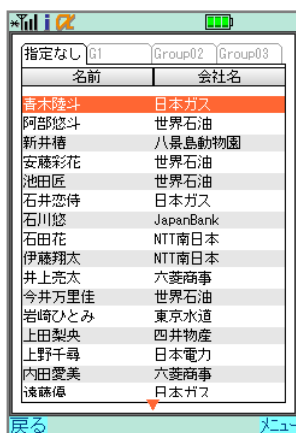 指定なし G1 Group02 Group03
名前 会社名
青木陸斗 日本ガス
阿部悠斗 世界石油
新井椿 八景島動物園
安藤彩花 世界石油
池田匠 世界石油
石井恋侍 日本ガス
石川悠 JapanBank
石田花 NTT南日本
伊藤翔太 NTT南日本
井上亮太 六菱商事
今井万里佳 世界石油
岩崎ひとみ 東京水道
上田梨央 四井物産
上野千尋 日本電力
内田愛美 六菱商事
遠藤優 日本ガス
戻る メニュー